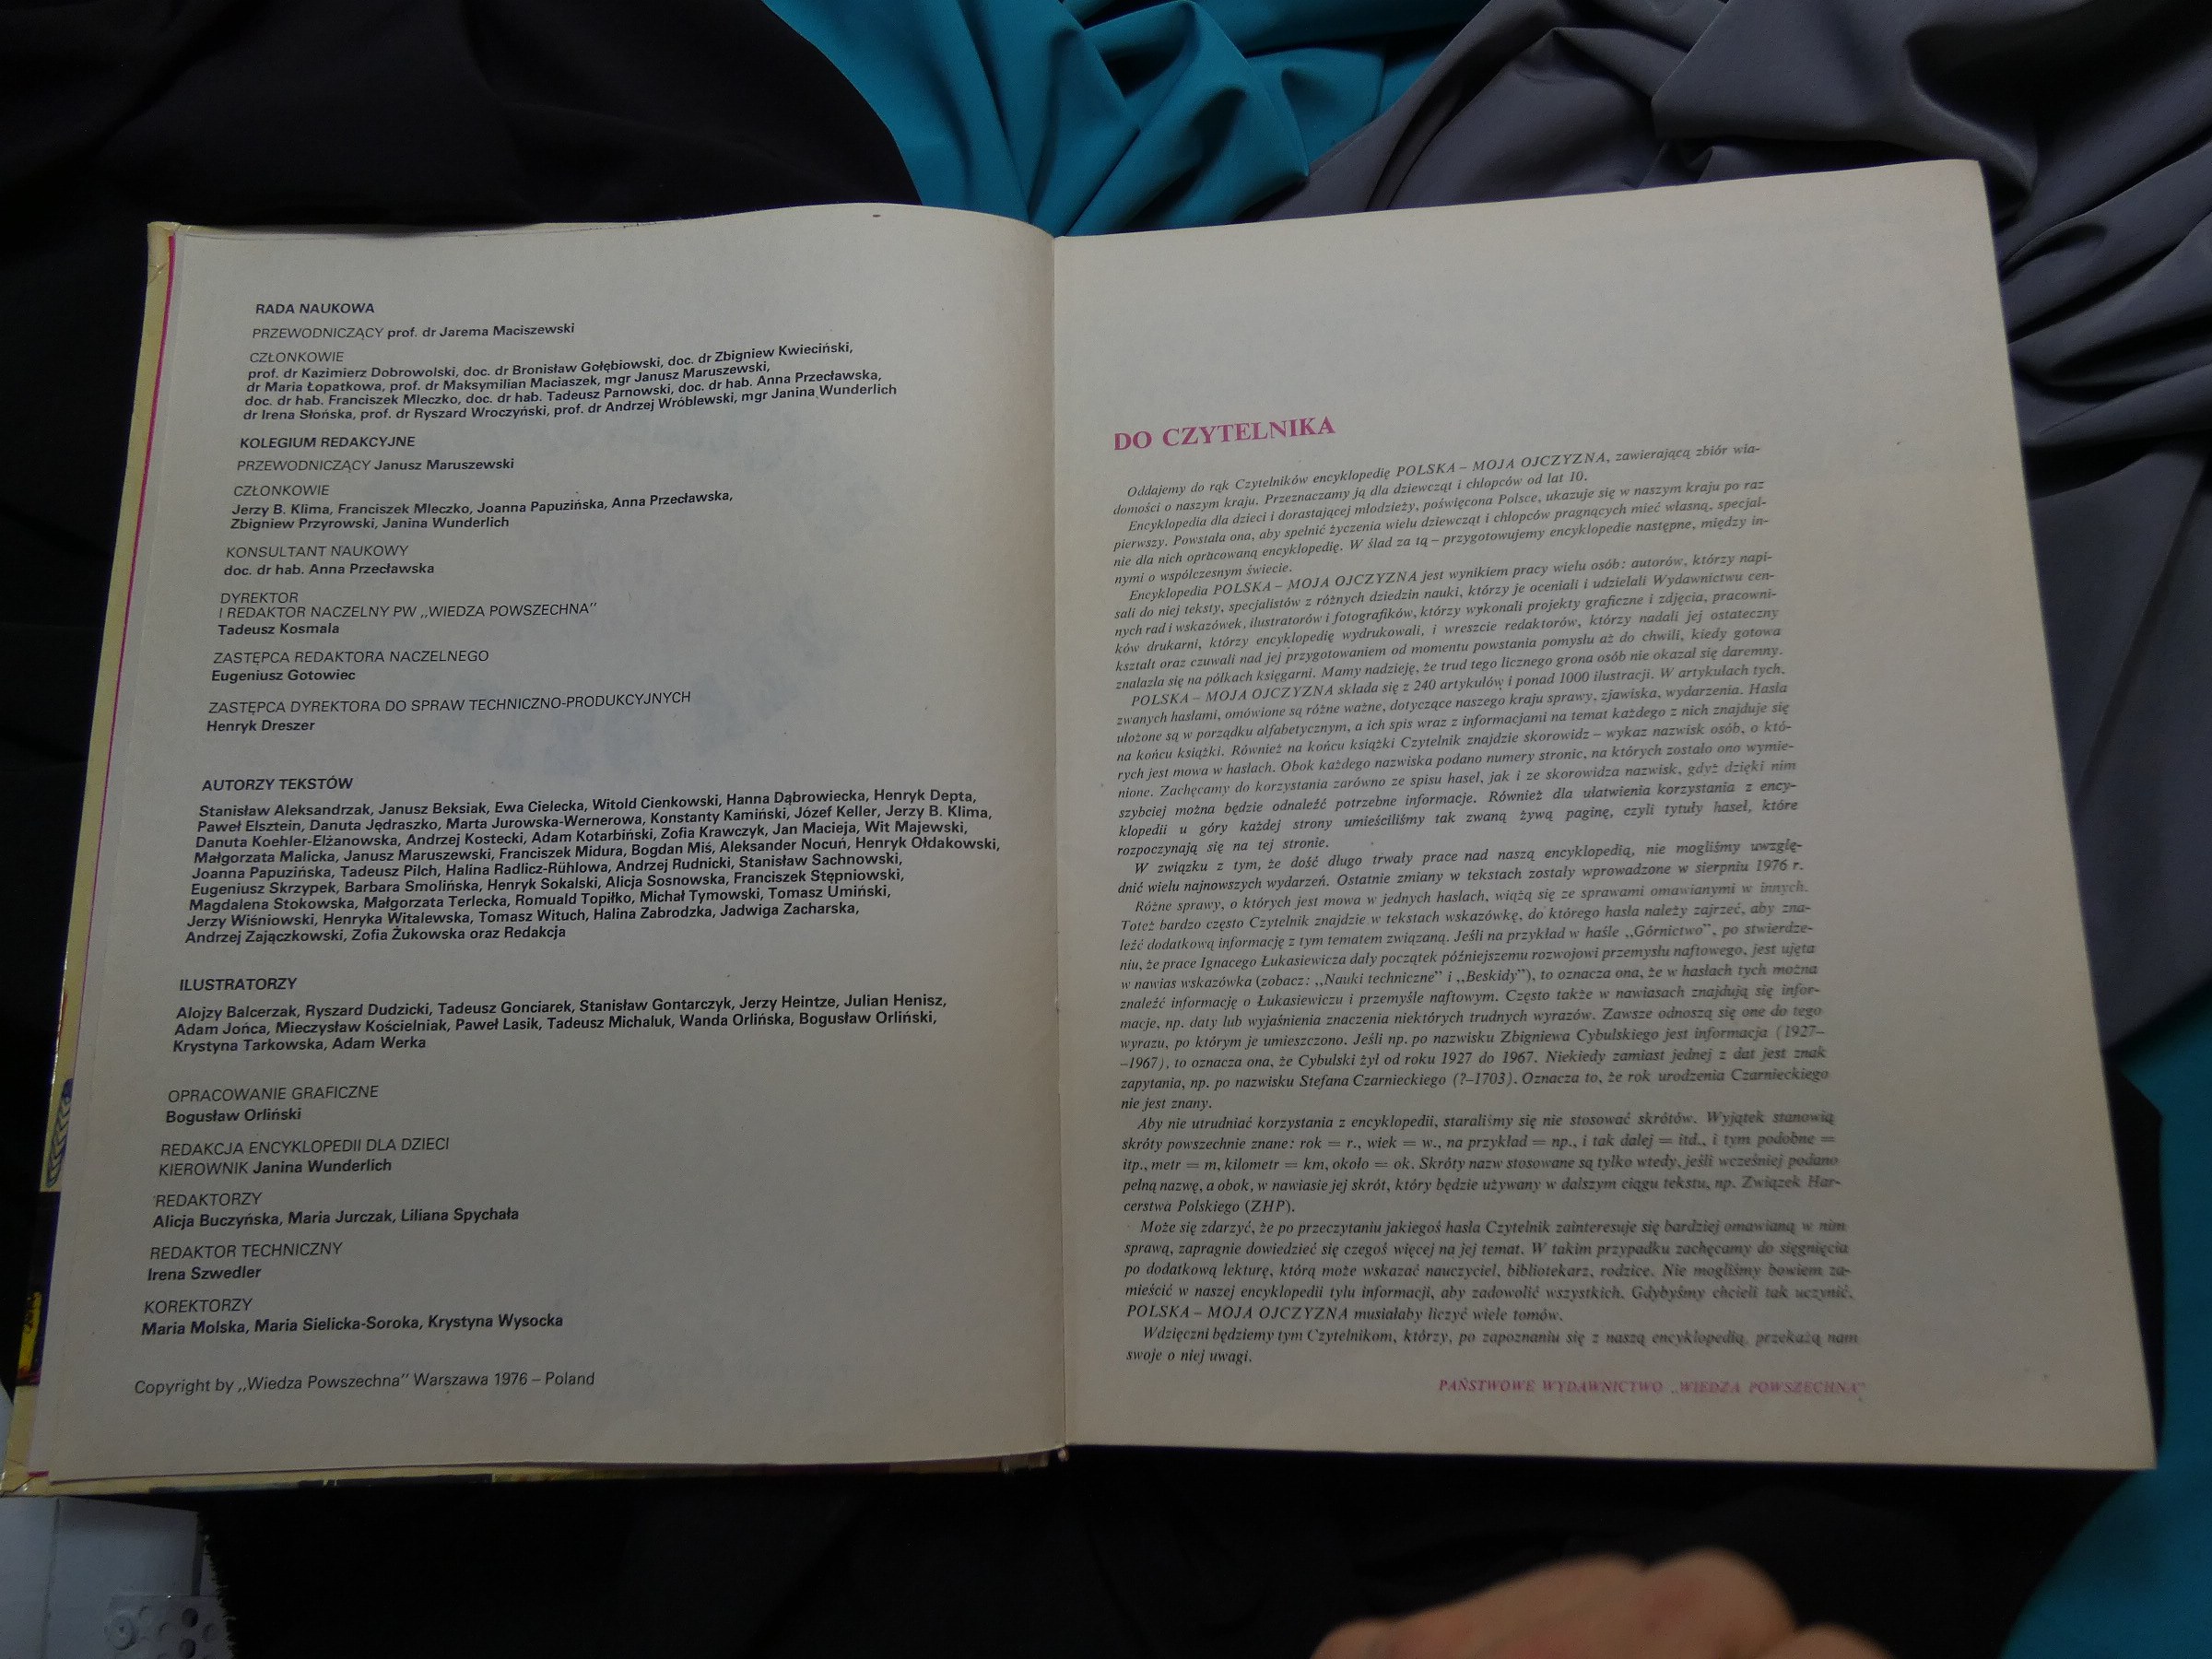 RADA NAUKOWA
PRZEWODNICZĄCY prof. dr Jarema Maciszewski
CZŁONKOWIE
prof. dr Kazimierz Dobrowolski, doc. dr Bronisław Gołębiowski, doc. dr Zbigniew Kwieciński,
dr Maria Łopatkowa, prof. dr Maksymilian Maciaszek, mgr Janusz Maruszewski,
doc. dr hab. Franciszek Mleczko, doc. dr hab. Tadeusz Parnowski, doc. dr hab. Anna Przecławska,
dr Irena Słońska, prof. dr Ryszard Wroczyński, prof. dr Andrzej Wróblewski, mgr Janina Wunderlich
KOLEGIUM REDAKCYJNE
PRZEWODNICZĄCY Janusz Maruszewski
CZŁONKOWIE
Jerzy B. Klima, Franciszek Mleczko, Joanna Papuzińska, Anna Przecławska,
Zbigniew Przyrowski, Janina Wunderlich
KONSULTANT NAUKOWY
doc. dr hab. Anna Przecławska
DYREKTOR
I REDAKTOR NACZELNY PW „WIEDZA POWSZECHNA”
Tadeusz Kosmala
ZASTĘPCA REDAKTORA NACZELNEGO
Eugeniusz Gotowiec
ZASTĘPCA DYREKTORA DO SPRAW TECHNICZNO-PRODUKCYJNYCH
Henryk Dreszer
AUTORZY TEKSTÓW
Stanisław Aleksandrzak, Janusz Beksiak, Ewa Cielecka, Witold Cienkowski, Hanna Dąbrowiecka, Henryk Depta,
Paweł Elsztein, Danuta Jędraszko, Marta Jurowska-Wernerowa, Konstanty Kamiński, Józef Keller, Jerzy B. Klima,
Danuta Koehler-Elżanowska, Andrzej Kostecki, Adam Kotarbiński, Zofia Krawczyk, Jan Macieja, Wit Majewski,
Małgorzata Malicka, Janusz Maruszewski, Franciszek Midura, Bogdan Miś, Aleksander Nocuń, Henryk Ołdakowski,
Joanna Papuzińska, Tadeusz Pilch, Halina Radlicz-Rühlowa, Andrzej Rudnicki, Stanisław Sachnowski,
Eugeniusz Skrzypek, Barbara Smolińska, Henryk Sokalski, Alicja Sosnowska, Franciszek Stępniowski,
Magdalena Stokowska, Małgorzata Terlecka, Romuald Topiłko, Michał Tymowski, Tomasz Umiński,
Jerzy Wiśniowski, Henryka Witalewska, Tomasz Wituch, Halina Zabrodzka, Jadwiga Zacharska,
Andrzej Zajączkowski, Zofia Żukowska oraz Redakcja
ILUSTRATORZY
Alojzy Balcerzak, Ryszard Dudzicki, Tadeusz Gonciarek, Stanisław Gontarczyk, Jerzy Heintze, Julian Henisz,
Adam Jońca, Mieczysław Kościelniak, Paweł Lasik, Tadeusz Michaluk, Wanda Orlińska, Bogusław Orliński,
Krystyna Tarkowska, Adam Werka
OPRACOWANIE GRAFICZNE
Bogusław Orliński
REDAKCJA ENCYKLOPEDII DLA DZIECI
KIEROWNIK Janina Wunderlich
REDAKTORZY
Alicja Buczyńska, Maria Jurczak, Liliana Spychała
REDAKTOR TECHNICZNY
Irena Szwedler
KOREKTORZY
Maria Molska, Maria Sielicka-Soroka, Krystyna Wysocka
Copyright by „Wiedza Powszechna” Warszawa 1976 – Poland
DO CZYTELNIKA
Oddajemy do rąk Czytelników encyklopedię POLSKA – MOJA OJCZYZNA, zawierającą zbiór wia-
domości o naszym kraju. Przeznaczamy ją dla dziewcząt i chłopców od lat 10.
Encyklopedia dla dzieci i dorastającej młodzieży, poświęcona Polsce, ukazuje się w naszym kraju po raz
pierwszy. Powstała ona, aby spełnić życzenia wielu dziewcząt i chłopców pragnących mieć własną, specjal-
nie dla nich opracowaną encyklopedię. W ślad za tą – przygotowujemy encyklopedie następne, między in-
nymi o współczesnym świecie.
Encyklopedia POLSKA – MOJA OJCZYZNA jest wynikiem pracy wielu osób: autorów, którzy napi-
sali do niej teksty, specjalistów z różnych dziedzin nauki, którzy je oceniali i udzielali Wydawnictwu cen-
nych rad i wskazówek, ilustratorów i fotografików, którzy wykonali projekty graficzne i zdjęcia, pracowni-
ków drukarni, którzy encyklopedię wydrukowali, i wreszcie redaktorów, którzy nadali jej ostateczny
kształt oraz czuwali nad jej przygotowaniem od momentu powstania pomysłu aż do chwili, kiedy gotowa
znalazła się na półkach księgarni. Mamy nadzieję, że trud tego licznego grona osób nie okazał się daremny.
POLSKA – MOJA OJCZYZNA składa się z 240 artykułów i ponad 1000 ilustracji. W artykułach tych,
zwanych hasłami, omówione są różne ważne, dotyczące naszego kraju sprawy, zjawiska, wydarzenia. Hasła
ułożone są w porządku alfabetycznym, a ich spis wraz z informacjami na temat każdego z nich znajduje się
na końcu książki. Również na końcu książki Czytelnik znajdzie skorowidz – wykaz nazwisk osób, o któ-
rych jest mowa w hasłach. Obok każdego nazwiska podano numery stronic, na których zostało ono wymie-
nione. Zachęcamy do korzystania zarówno ze spisu haseł, jak i ze skorowidza nazwisk, gdyż dzięki nim
szybciej można będzie odnaleźć potrzebne informacje. Również dla ułatwienia korzystania z ency-
klopedii u góry każdej strony umieściliśmy tak zwaną żywą paginę, czyli tytuły haseł, które
rozpoczynają się na tej stronie.
W związku z tym, że dość długo trwały prace nad naszą encyklopedią, nie mogliśmy uwzglę-
dnić wielu najnowszych wydarzeń. Ostatnie zmiany w tekstach zostały wprowadzone w sierpniu 1976 r.
Różne sprawy, o których jest mowa w jednych hasłach, wiążą się ze sprawami omawianymi w innych.
Toteż bardzo często Czytelnik znajdzie w tekstach wskazówkę, do którego hasła należy zajrzeć, aby zna-
leźć dodatkową informację z tym tematem związaną. Jeśli na przykład w haśle „Górnictwo”, po stwierdze-
niu, że prace Ignacego Łukasiewicza dały początek późniejszemu rozwojowi przemysłu naftowego, jest ujęta
w nawias wskazówka (zobacz: „Nauki techniczne” i „Beskidy”), to oznacza ona, że w hasłach tych można
znaleźć informację o Łukasiewiczu i przemyśle naftowym. Często także w nawiasach znajdują się infor-
macje, np. daty lub wyjaśnienia znaczenia niektórych trudnych wyrazów. Zawsze odnoszą się one do tego
wyrazu, po którym je umieszczono. Jeśli np. po nazwisku Zbigniewa Cybulskiego jest informacja (1927–
–1967), to oznacza ona, że Cybulski żył od roku 1927 do 1967. Niekiedy zamiast jednej z dat jest znak
zapytania, np. po nazwisku Stefana Czarnieckiego (?–1703). Oznacza to, że rok urodzenia Czarnieckiego
nie jest znany.
Aby nie utrudniać korzystania z encyklopedii, staraliśmy się nie stosować skrótów. Wyjątek stanowią
skróty powszechnie znane: rok = r., wiek = w., na przykład = np., i tak dalej = itd., i tym podobne =
itp., metr = m, kilometr = km, około = ok. Skróty nazw stosowane są tylko wtedy, jeśli wcześniej podano
pełną nazwę, a obok, w nawiasie jej skrót, który będzie używany w dalszym ciągu tekstu, np. Związek Har-
cerstwa Polskiego (ZHP).
Może się zdarzyć, że po przeczytaniu jakiegoś hasła Czytelnik zainteresuje się bardziej omawianą w nim
sprawą, zapragnie dowiedzieć się czegoś więcej na jej temat. W takim przypadku zachęcamy do sięgnięcia
po dodatkową lekturę, którą może wskazać nauczyciel, bibliotekarz, rodzice. Nie mogliśmy bowiem za-
mieścić w naszej encyklopedii tylu informacji, aby zadowolić wszystkich. Gdybyśmy chcieli tak uczynić,
POLSKA – MOJA OJCZYZNA musiałaby liczyć wiele tomów.
Wdzięczni będziemy tym Czytelnikom, którzy, po zapoznaniu się z naszą encyklopedią, przekażą nam
swoje o niej uwagi.
PAŃSTWOWE WYDAWNICTWO „WIEDZA POWSZECHNA”